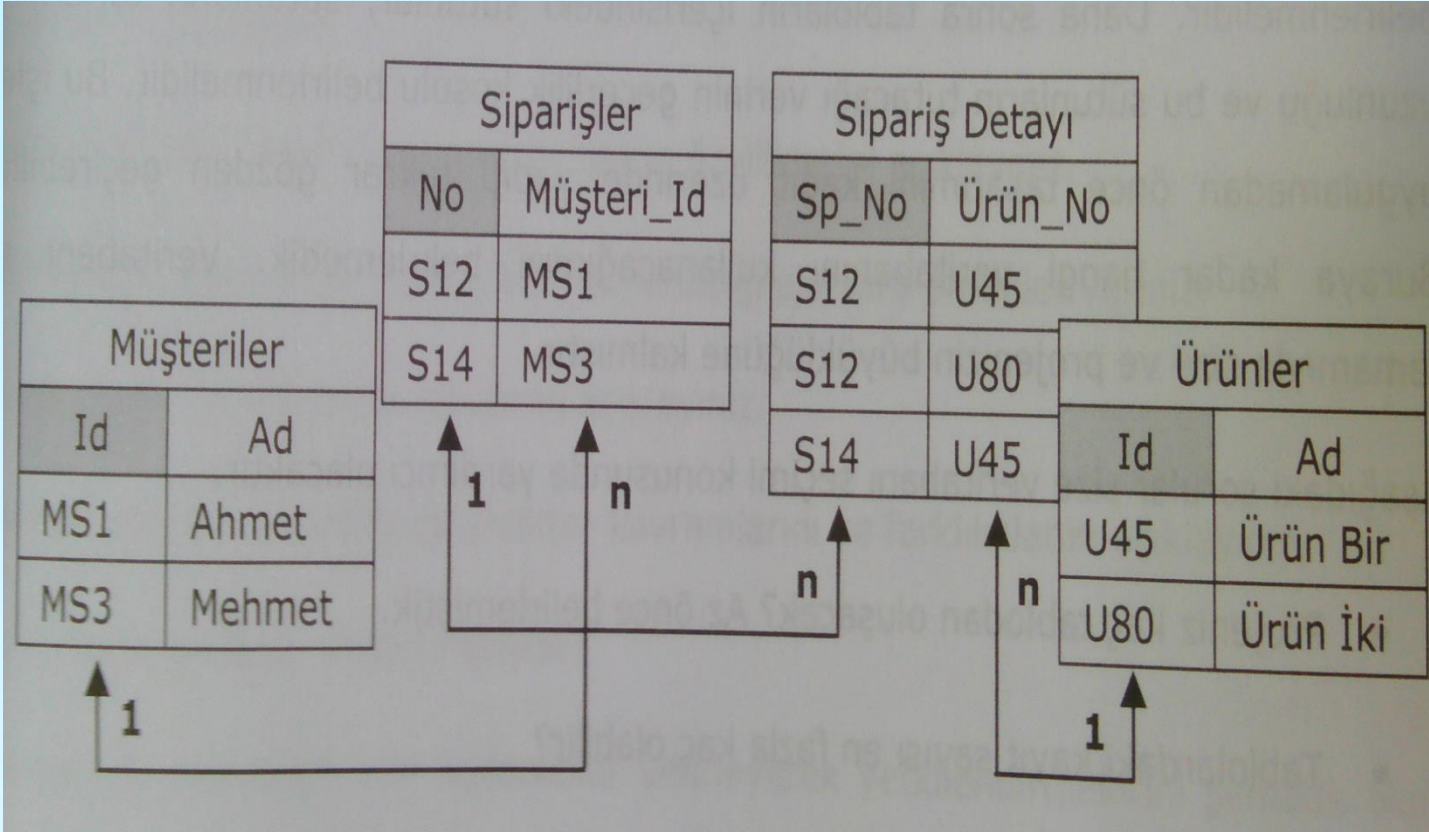 Siparişler
No Müşteri_Id
S12 MS1
S14 MS3
Sipariş Detayı
Sp_No Ürün_No
S12 U45
S12 U80
S14 U45
Müşteriler
Id Ad
MS1 Ahmet
MS3 Mehmet
Ürünler
Id Ad
U45 Ürün Bir
U80 Ürün İki
1 n
n n
1
1